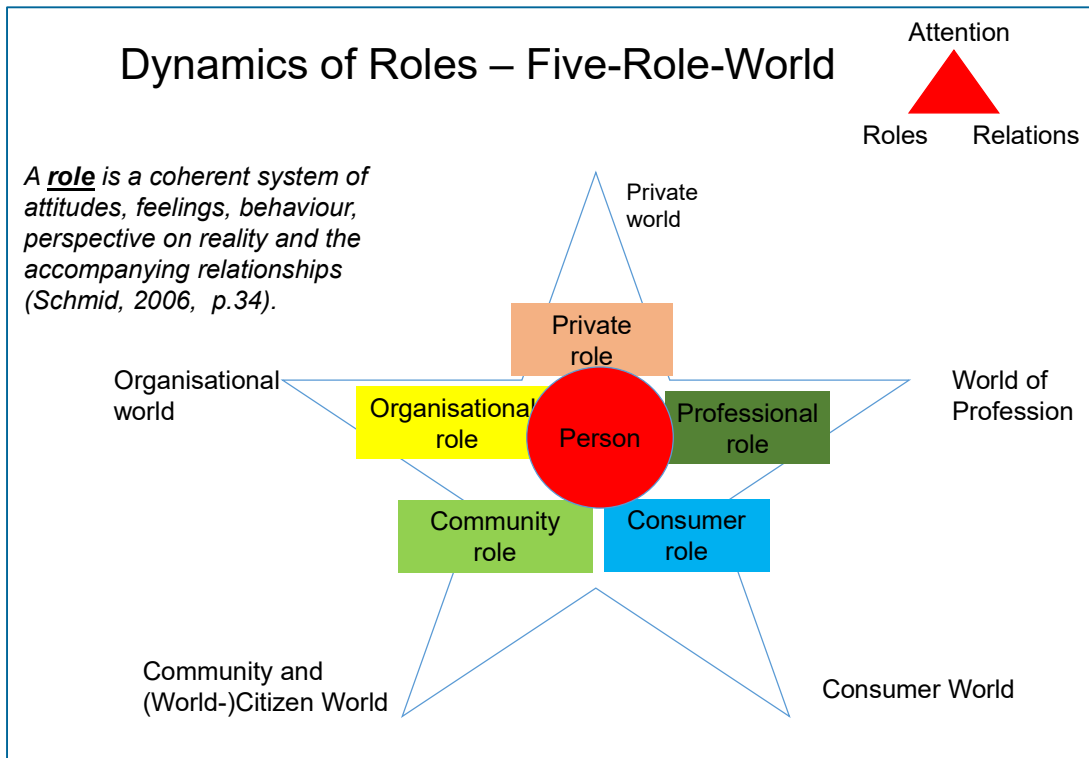 Dynamics of Roles – Five-Role-World
Attention
Roles
Relations
A role is a coherent system of
attitudes, feelings, behaviour,
perspective on reality and the
accompanying relationships
(Schmid, 2006, p.34).
Private
world
Private
role
Organisational
world
Organisational
role
Person
Professional
role
World of
Profession
Community
role
Consumer
role
Community and
(World-)Citizen World
Consumer World